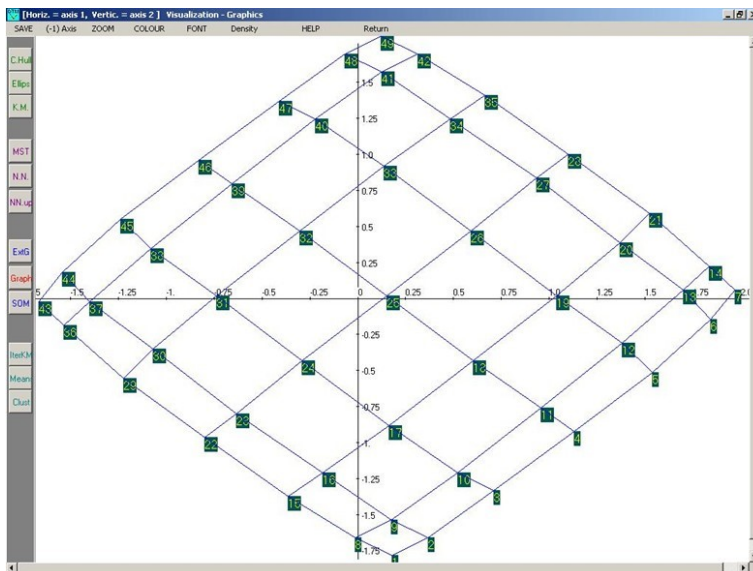 [Horiz. = axis 1, Vertic. = axis 2 ] Visualization - Graphics
SAVE (-1) Axis ZOOM COLOUR FONT Density HELP Return
49
C.Hull 48 42
Ellips 1.5 41
K.M. 47 35
1.25 40 34
MST 1.0 28
N.N. 46 33 14
39 0.75 27
NN.up
45 0.5 21
32 26
ExtG 38 0.25 20
Graph 44 14
5 -1.5 -1.25 -1. -0.75 -0.5 -0.25 0 0 0.25 0.5 0.75 1.0 1.25 1.5 1.75 2.0
SOM 43 37 31 25 19 13 7
36 -0.25 6
IterKM 30 12
Means 29 24 -0.5 18 5
Clust 23 -0.75 11
22 -1. 17 4
16 -1.25 10
15 -1.5 3
8 9 2
-1.75 1